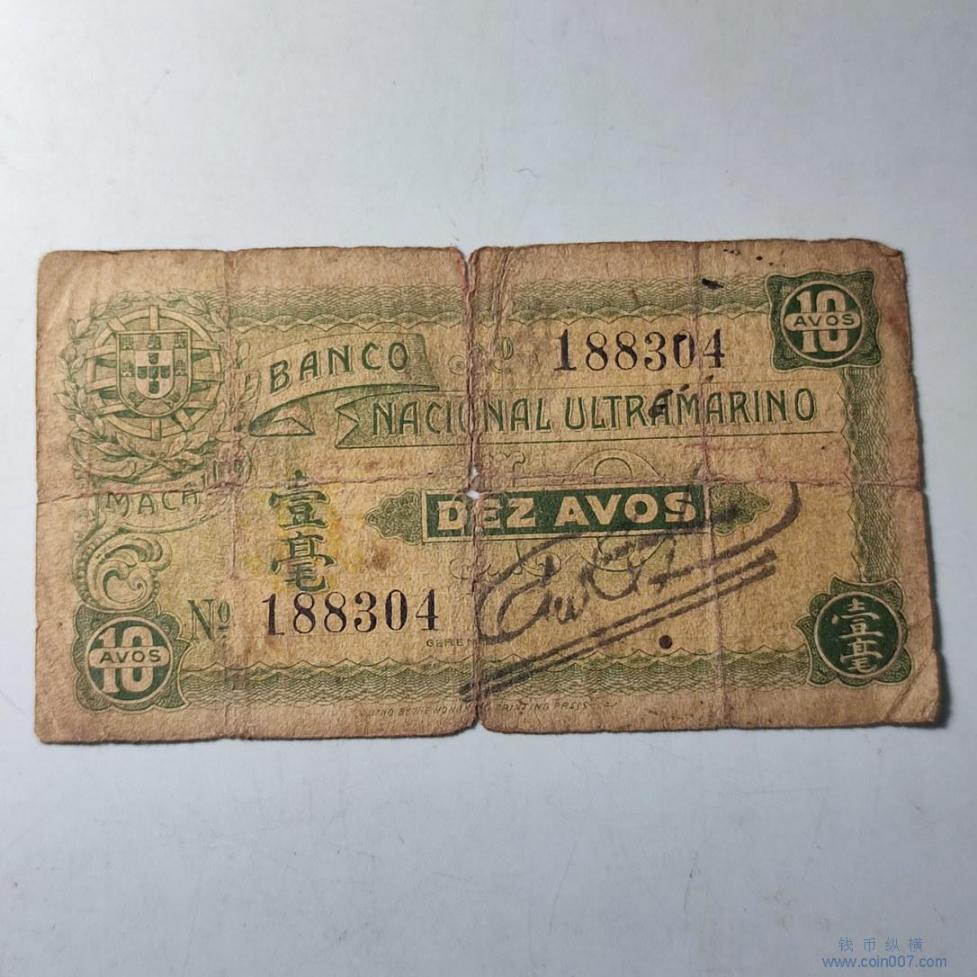 10
AVOS
188304
BANCO
NACIONAL ULTRAMARINO
MACAU
壹毫
DEZ AVOS
Nº 188304
10
AVOS
壹毫
钱币纵横
www.coin007.com